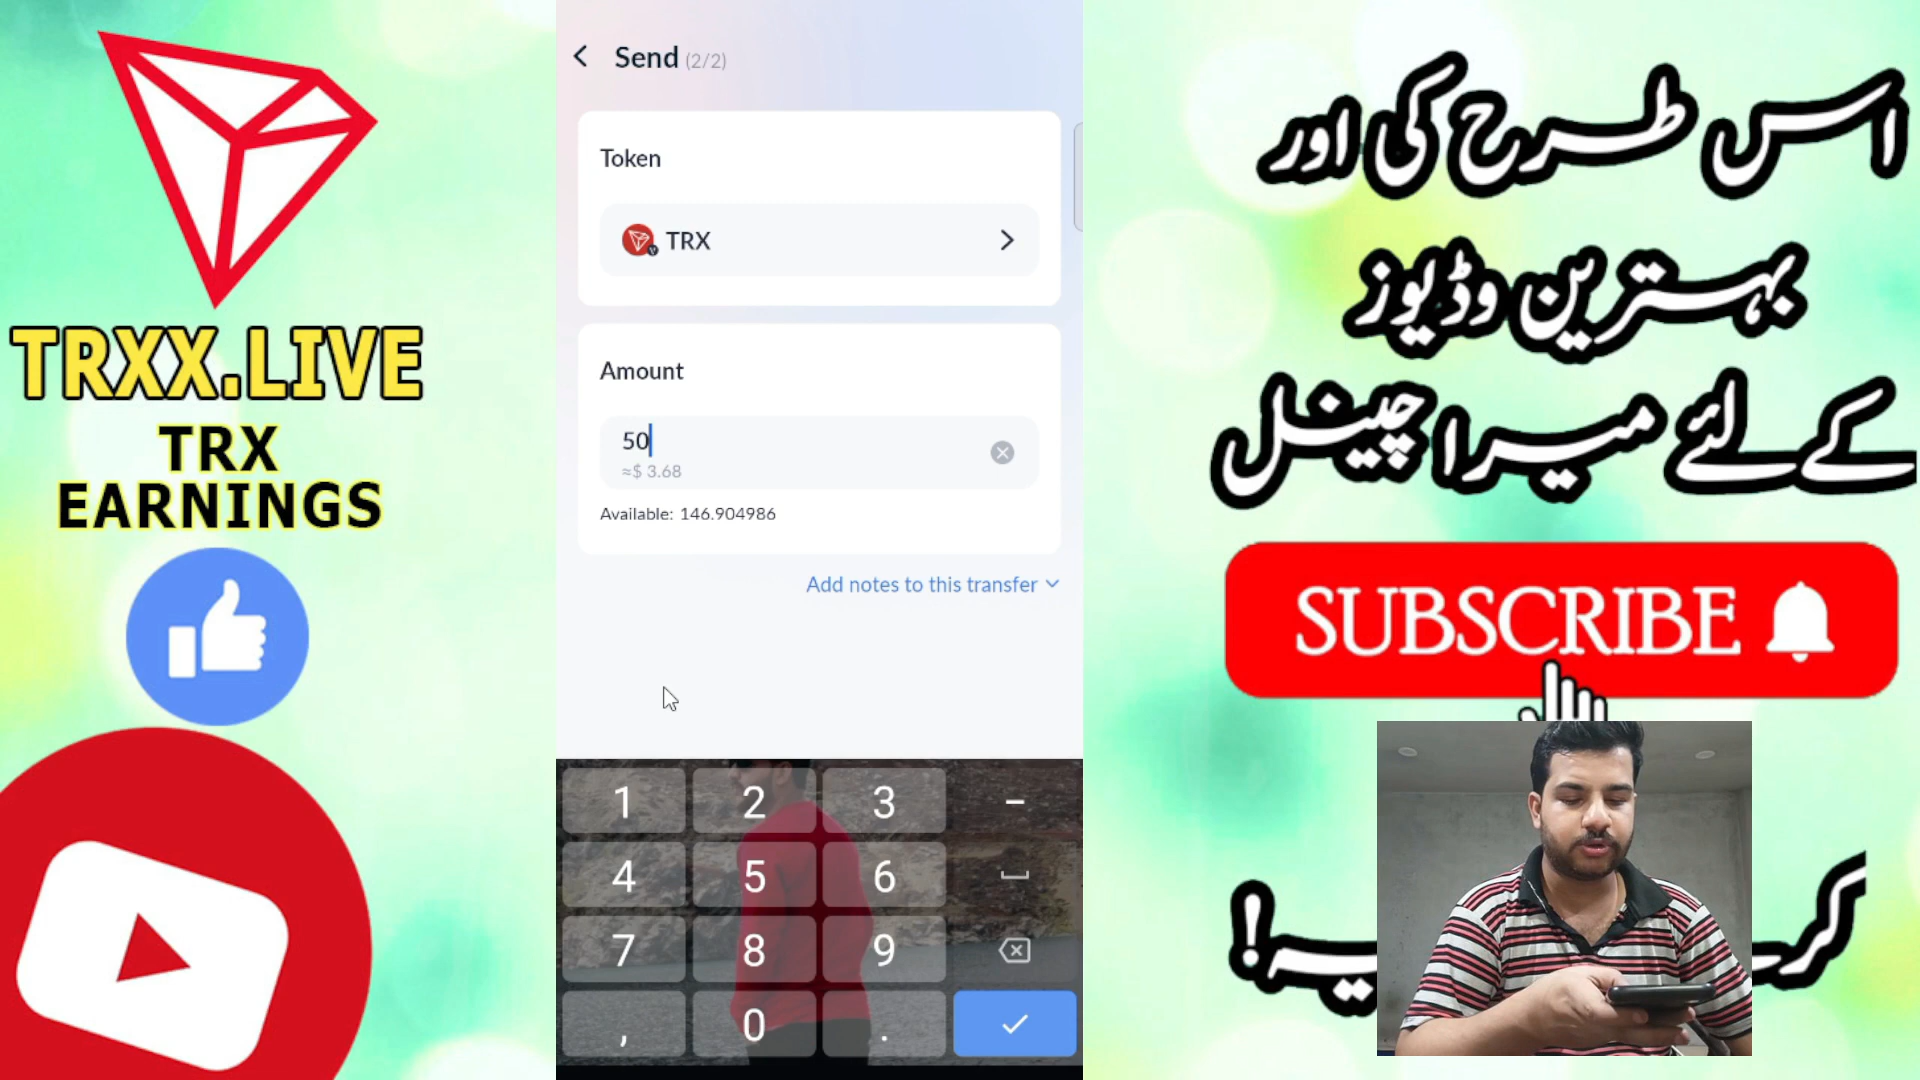 TRXX.LIVE
TRX
EARNINGS
Send (2/2)
Token
TRX
Amount
50
≈$ 3.68
Available: 146.904986
Add notes to this transfer
1 2 3 -
4 5 6
7 8 9
, 0 .
اس طرح کی اور
بہترین وڈیوز
کے لئے میرا چینل
SUBSCRIBE